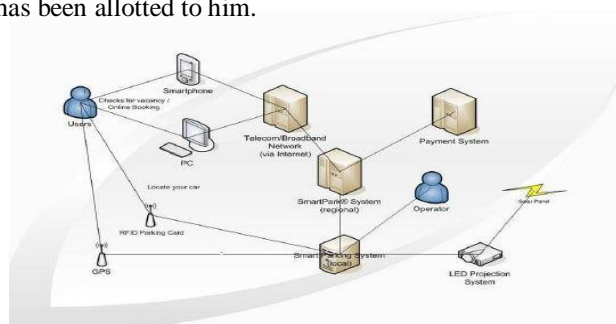 has been allotted to him.
Smartphone
Checks for vacancy /
Online Booking
Users
Telecom/Broadband
Network
(via Internet)
Payment System
PC
Locate your car
SmartPark® System
(regional)
Operator
Solar Panel
RFID Parking Card
Smart Parking System
(local)
GPS
LED Projection
System